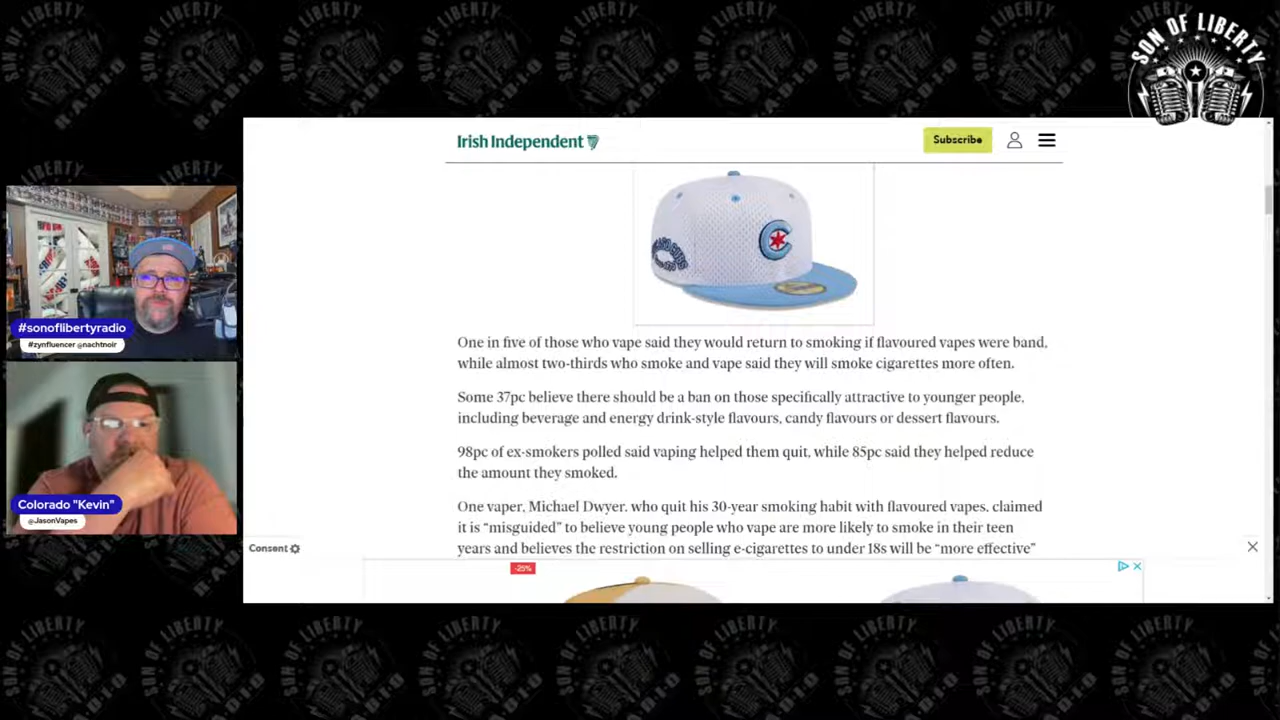 SON OF LIBERTY
Irish Independent
Subscribe
One in five of those who vape said they would return to smoking if flavoured vapes were band,
while almost two-thirds who smoke and vape said they will smoke cigarettes more often.
Some 37pc believe there should be a ban on those specifically attractive to younger people,
including beverage and energy drink-style flavours, candy flavours or dessert flavours.
98pc of ex-smokers polled said vaping helped them quit, while 85pc said they helped reduce
the amount they smoked.
One vaper, Michael Dwyer, who quit his 30-year smoking habit with flavoured vapes, claimed
it is “misguided” to believe young people who vape are more likely to smoke in their teen
years and believes the restriction on selling e-cigarettes to under 18s will be “more effective”
Consent
-25%
#sonoflibertyradio
#zynfluencer @nachtnoir
Colorado "Kevin"
@JasonVapes